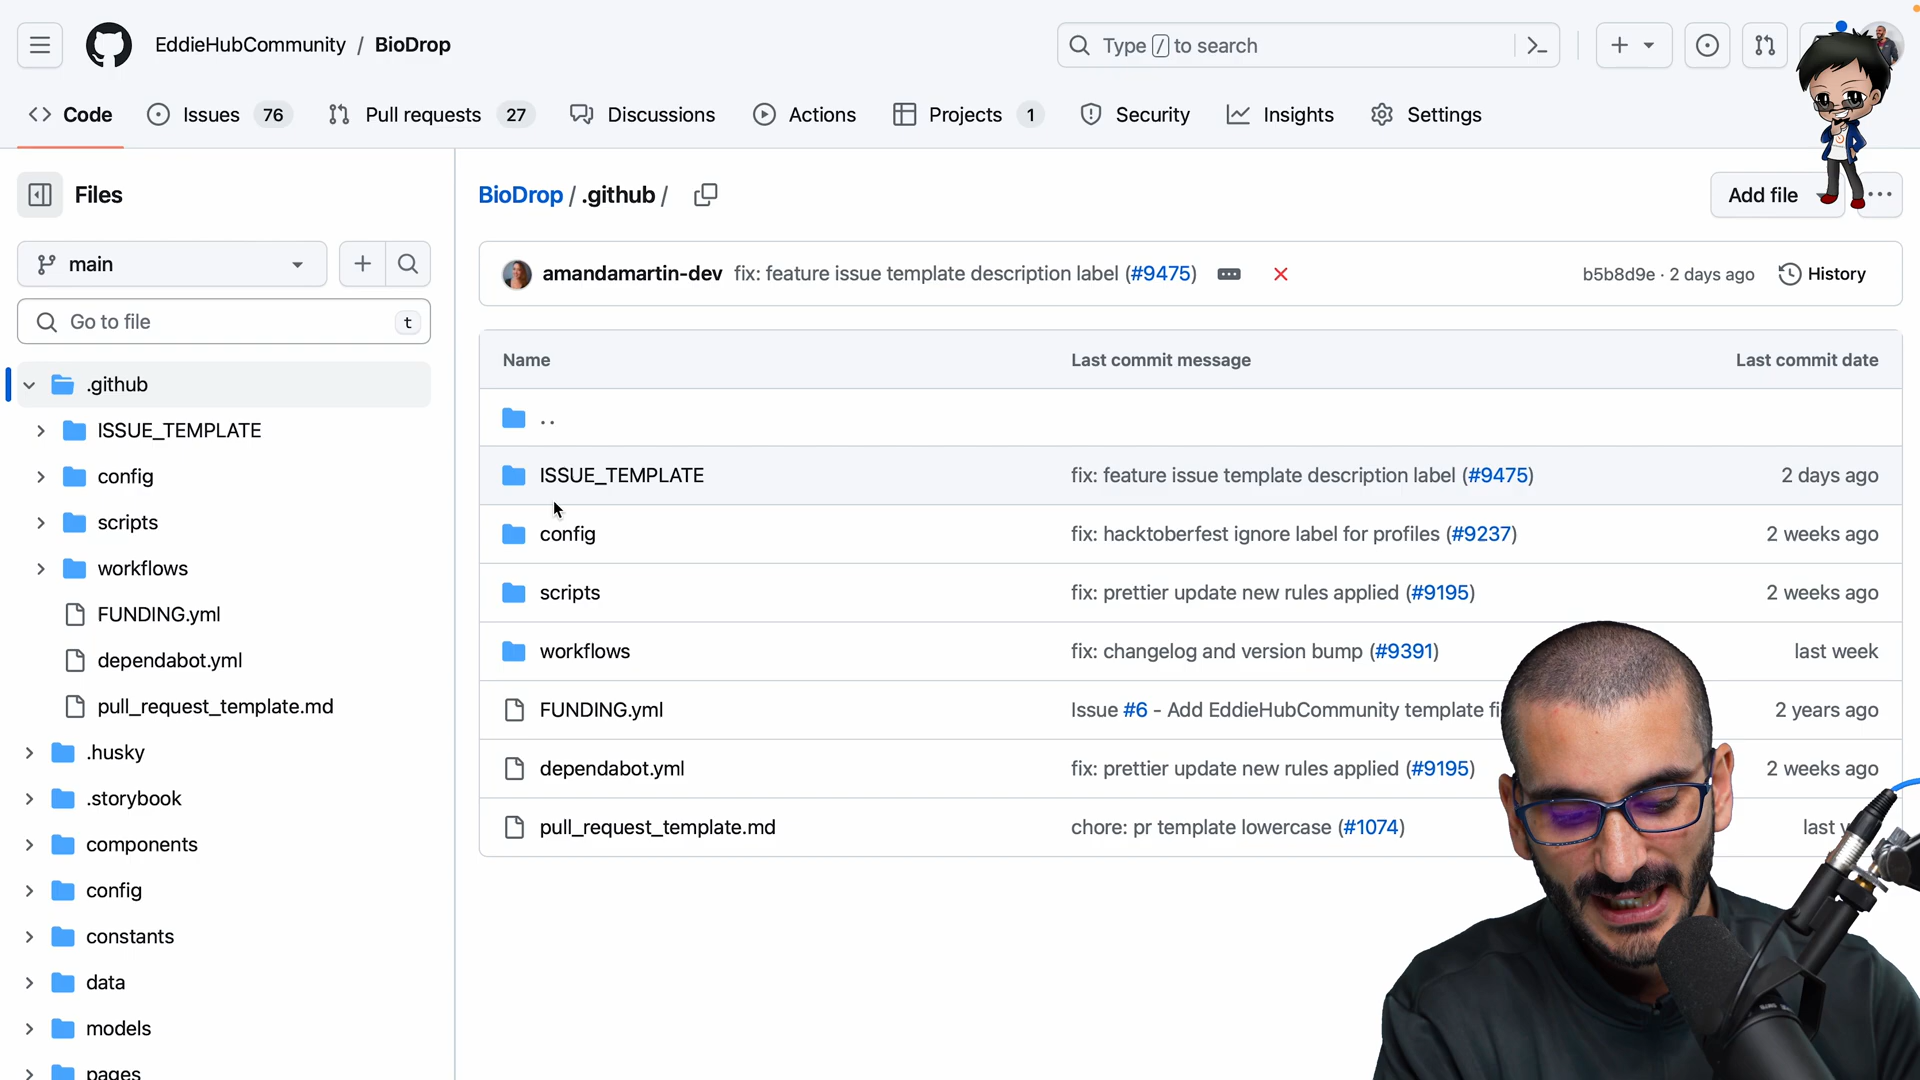 EddieHubCommunity / BioDrop
Type / to search
Code
Issues 76
Pull requests 27
Discussions
Actions
Projects 1
Security
Insights
Settings
Files
main
Go to file t
.github
ISSUE_TEMPLATE
config
scripts
workflows
FUNDING.yml
dependabot.yml
pull_request_template.md
.husky
.storybook
components
config
constants
data
models
pages
BioDrop / .github /
Add file
amandamartin-dev fix: feature issue template description label (#9475)
b5b8d9e · 2 days ago
History
Name Last commit message Last commit date
..
ISSUE_TEMPLATE fix: feature issue template description label (#9475) 2 days ago
config fix: hacktoberfest ignore label for profiles (#9237) 2 weeks ago
scripts fix: prettier update new rules applied (#9195) 2 weeks ago
workflows fix: changelog and version bump (#9391) last week
FUNDING.yml Issue #6 - Add EddieHubCommunity template 2 years ago
dependabot.yml fix: prettier update new rules applied (#9195) 2 weeks ago
pull_request_template.md chore: pr template lowercase (#1074) last